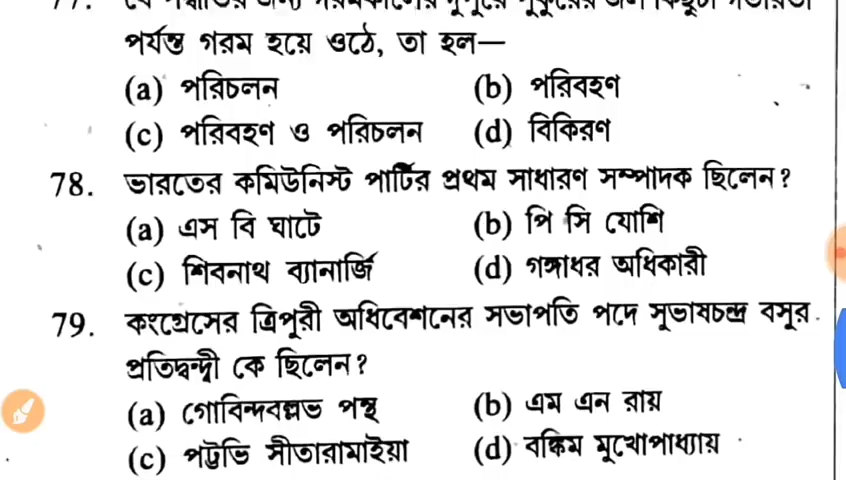 পর্যন্ত গরম হয়ে ওঠে, তা হল—
(a) পরিচলন (b) পরিবহণ
(c) পরিবহণ ও পরিচলন (d) বিকিরণ
78. ভারতের কমিউনিস্ট পার্টির প্রথম সাধারণ সম্পাদক ছিলেন?
(a) এস বি ঘাটে (b) পি সি যোশি
(c) শিবনাথ ব্যানার্জি (d) গঙ্গাধর অধিকারী
79. কংগ্রেসের ত্রিপুরী অধিবেশনের সভাপতি পদে সুভাষচন্দ্র বসুর
প্রতিদ্বন্দ্বী কে ছিলেন?
(a) গোবিন্দবল্লভ পন্থ (b) এম এন রায়
(c) পট্টভি সীতারামাইয়া (d) বঙ্কিম মুখোপাধ্যায়